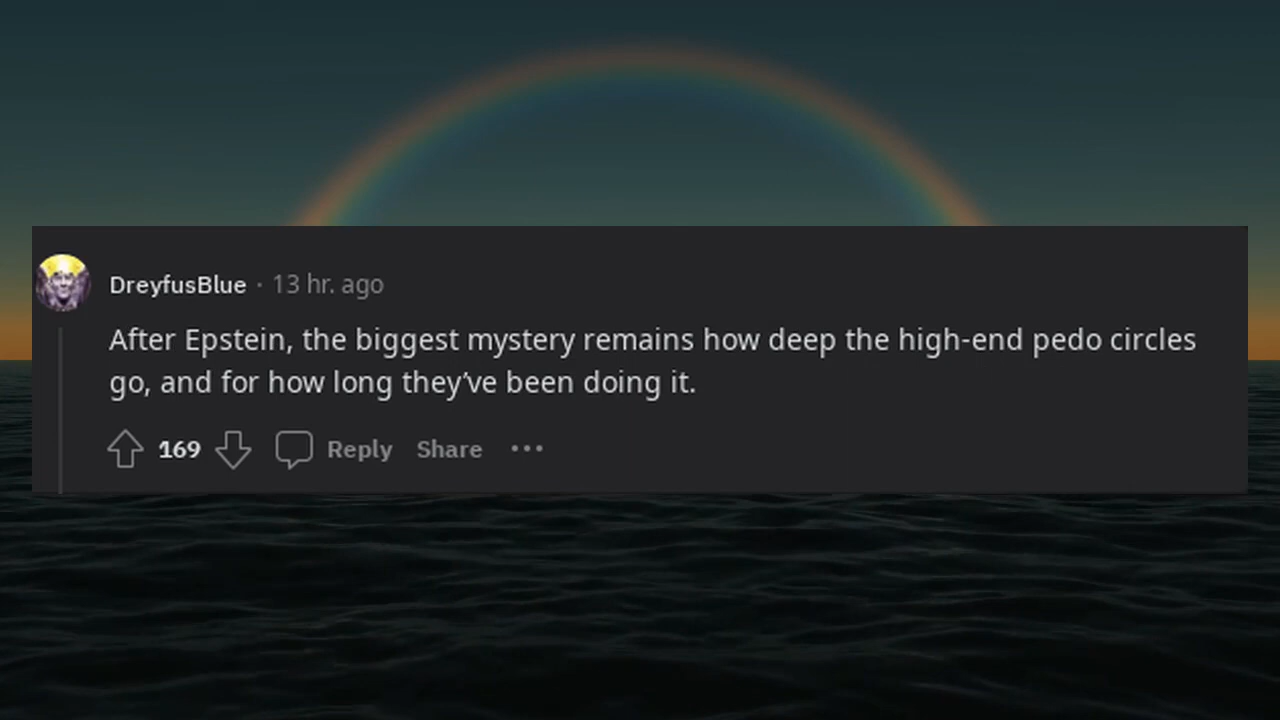 DreyfusBlue · 13 hr. ago
After Epstein, the biggest mystery remains how deep the high-end pedo circles
go, and for how long they've been doing it.
169 Reply Share ···